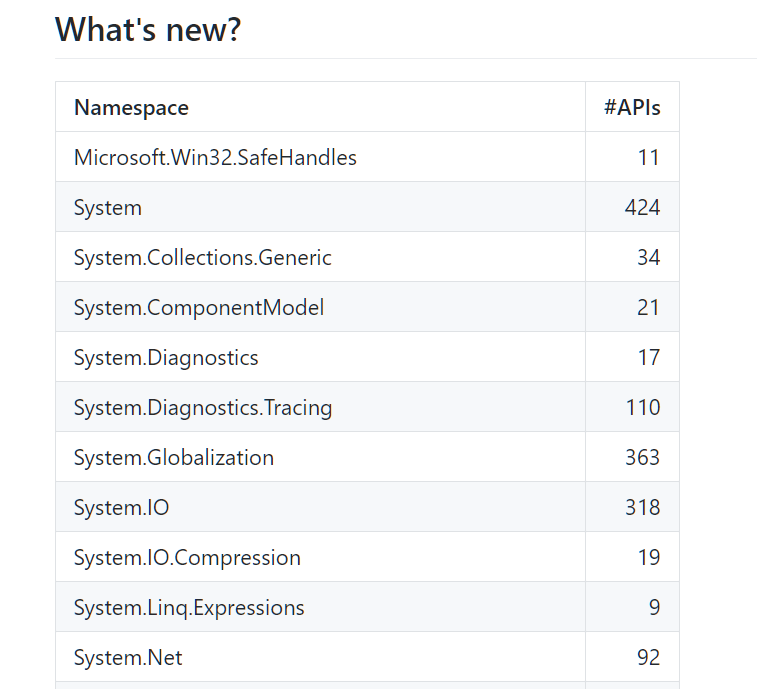 What's new?
Namespace #APIs
Microsoft.Win32.SafeHandles 11
System 424
System.Collections.Generic 34
System.ComponentModel 21
System.Diagnostics 17
System.Diagnostics.Tracing 110
System.Globalization 363
System.IO 318
System.IO.Compression 19
System.Linq.Expressions 9
System.Net 92